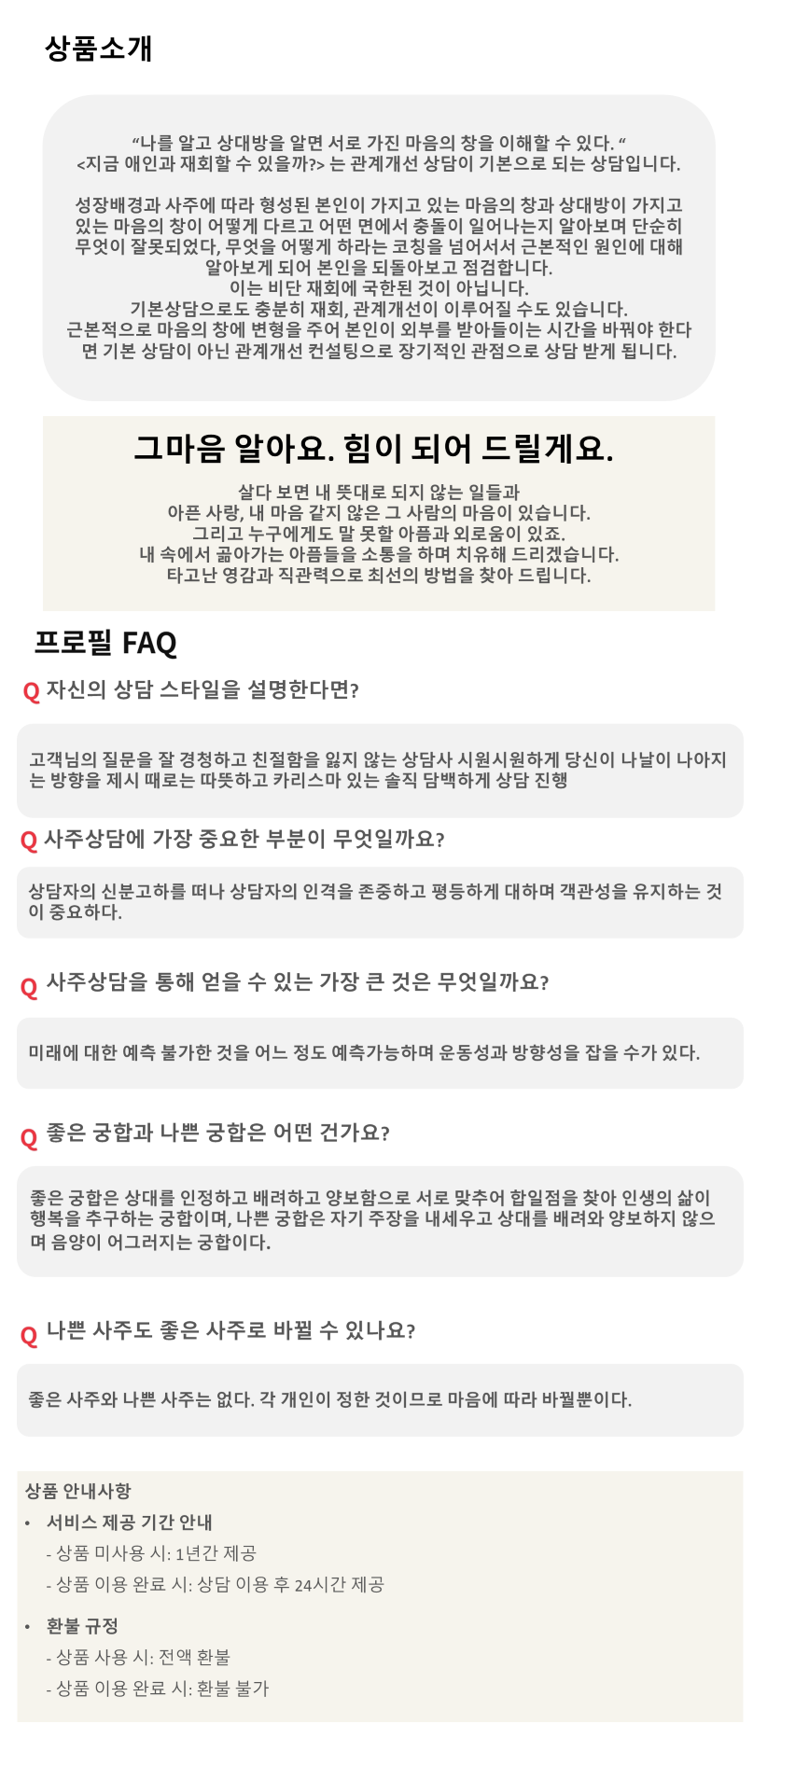 상품소개
“나를 알고 상대방을 알면 서로 가진 마음의 창을 이해할 수 있다. “
<지금 애인과 재회할 수 있을까?> 는 관계개선 상담이 기본으로 되는 상담입니다.
성장배경과 사주에 따라 형성된 본인이 가지고 있는 마음의 창과 상대방이 가지고
있는 마음의 창이 어떻게 다르고 어떤 면에서 충돌이 일어나는지 알아보며 단순히
무엇이 잘못되었다, 무엇을 어떻게 하라는 코칭을 넘어서서 근본적인 원인에 대해
알아보게 되어 본인을 되돌아보고 점검합니다.
이는 비단 재회에 국한된 것이 아닙니다.
기본상담으로도 충분히 재회, 관계개선이 이루어질 수도 있습니다.
근본적으로 마음의 창에 변형을 주어 본인이 외부를 받아들이는 시간을 바꿔야 한다
면 기본 상담이 아닌 관계개선 컨설팅으로 장기적인 관점으로 상담 받게 됩니다.
그마음 알아요. 힘이 되어 드릴게요.
살다 보면 내 뜻대로 되지 않는 일들과
아픈 사랑, 내 마음 같지 않은 그 사람의 마음이 있습니다.
그리고 누구에게도 말 못할 아픔과 외로움이 있죠.
내 속에서 곪아가는 아픔들을 소통을 하며 치유해 드리겠습니다.
타고난 영감과 직관력으로 최선의 방법을 찾아 드립니다.
프로필 FAQ
Q 자신의 상담 스타일을 설명한다면?
고객님의 질문을 잘 경청하고 친절함을 잃지 않는 상담사 시원시원하게 당신이 나날이 나아지
는 방향을 제시 때로는 따뜻하고 카리스마 있는 솔직 담백하게 상담 진행
Q 사주상담에 가장 중요한 부분이 무엇일까요?
상담자의 신분고하를 떠나 상담자의 인격을 존중하고 평등하게 대하며 객관성을 유지하는 것
이 중요하다.
Q 사주상담을 통해 얻을 수 있는 가장 큰 것은 무엇일까요?
미래에 대한 예측 불가한 것을 어느 정도 예측가능하며 운동성과 방향성을 잡을 수가 있다.
Q 좋은 궁합과 나쁜 궁합은 어떤 건가요?
좋은 궁합은 상대를 인정하고 배려하고 양보함으로 서로 맞추어 합일점을 찾아 인생의 삶이
행복을 추구하는 궁합이며, 나쁜 궁합은 자기 주장을 내세우고 상대를 배려와 양보하지 않으
며 음양이 어그러지는 궁합이다.
Q 나쁜 사주도 좋은 사주로 바뀔 수 있나요?
좋은 사주와 나쁜 사주는 없다. 각 개인이 정한 것이므로 마음에 따라 바뀔뿐이다.
상품 안내사항
• 서비스 제공 기간 안내
- 상품 미사용 시: 1년간 제공
- 상품 이용 완료 시: 상담 이용 후 24시간 제공
• 환불 규정
- 상품 사용 시: 전액 환불
- 상품 이용 완료 시: 환불 불가